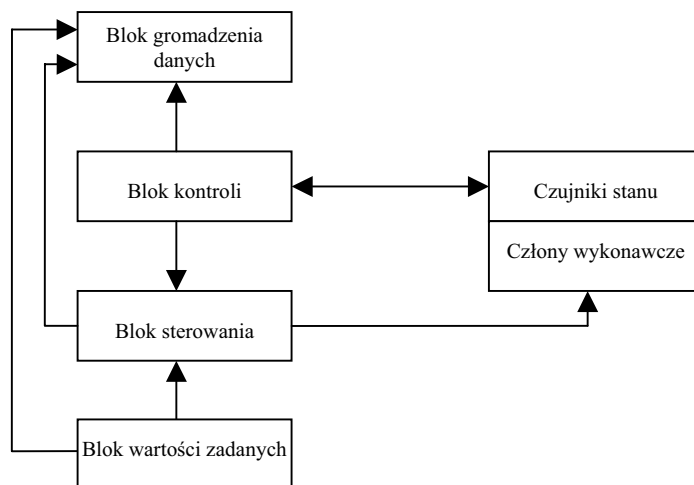 Blok gromadzenia
danych
Blok kontroli
Czujniki stanu
Człony wykonawcze
Blok sterowania
Blok wartości zadanych